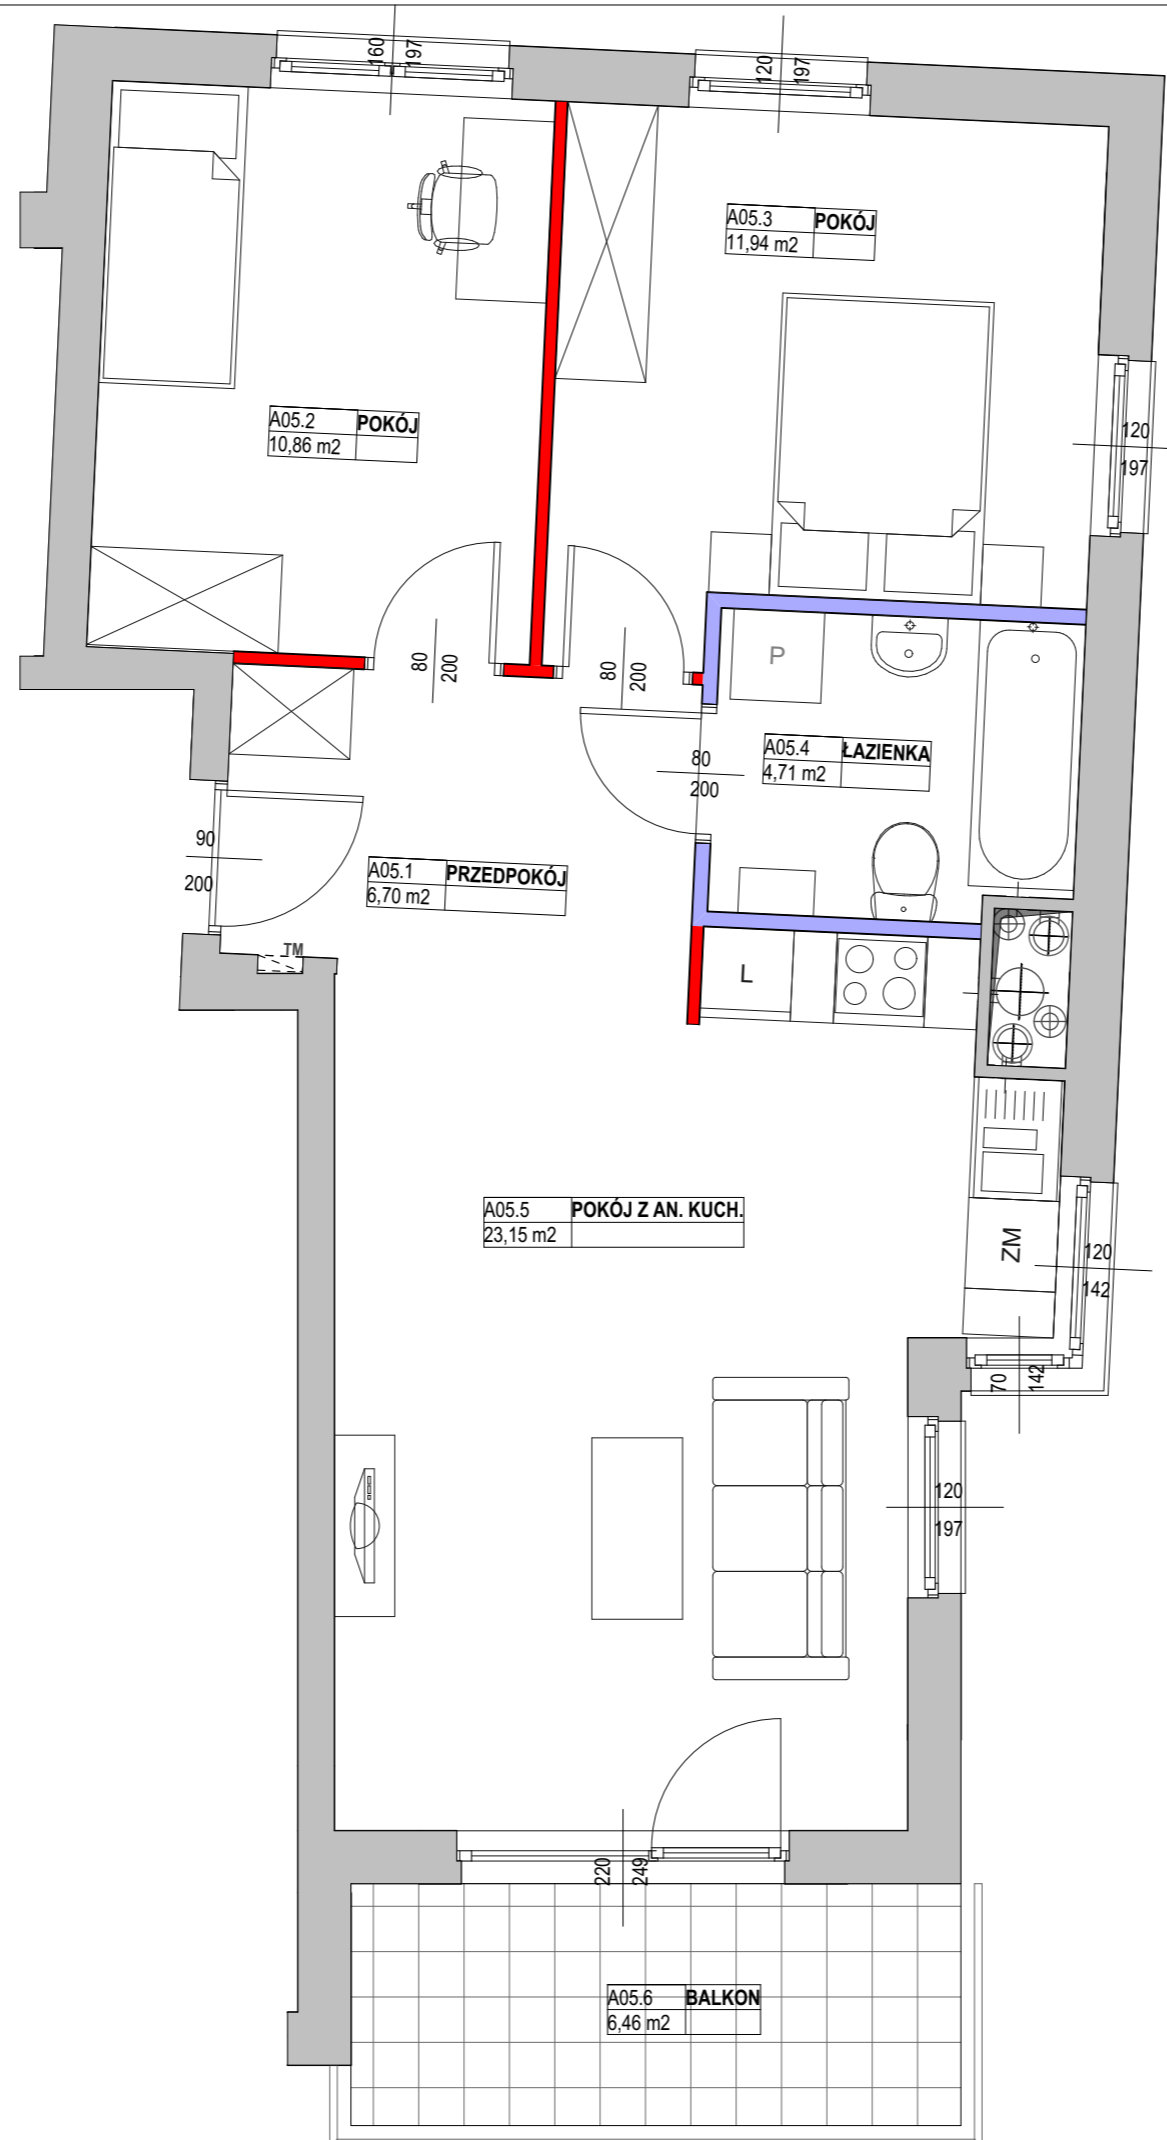 160
197
120
197
A05.3 POKÓJ
11,94 m2
A05.2 POKÓJ
10,86 m2
120
197
80
200
80
200
P
A05.4 ŁAZIENKA
4,71 m2
80
200
90
200
A05.1 PRZEDPOKÓJ
6,70 m2
TM
L
A05.5 POKÓJ Z AN. KUCH.
23,15 m2
ZM
120
142
70
142
120
197
220
249
A05.6 BALKON
6,46 m2